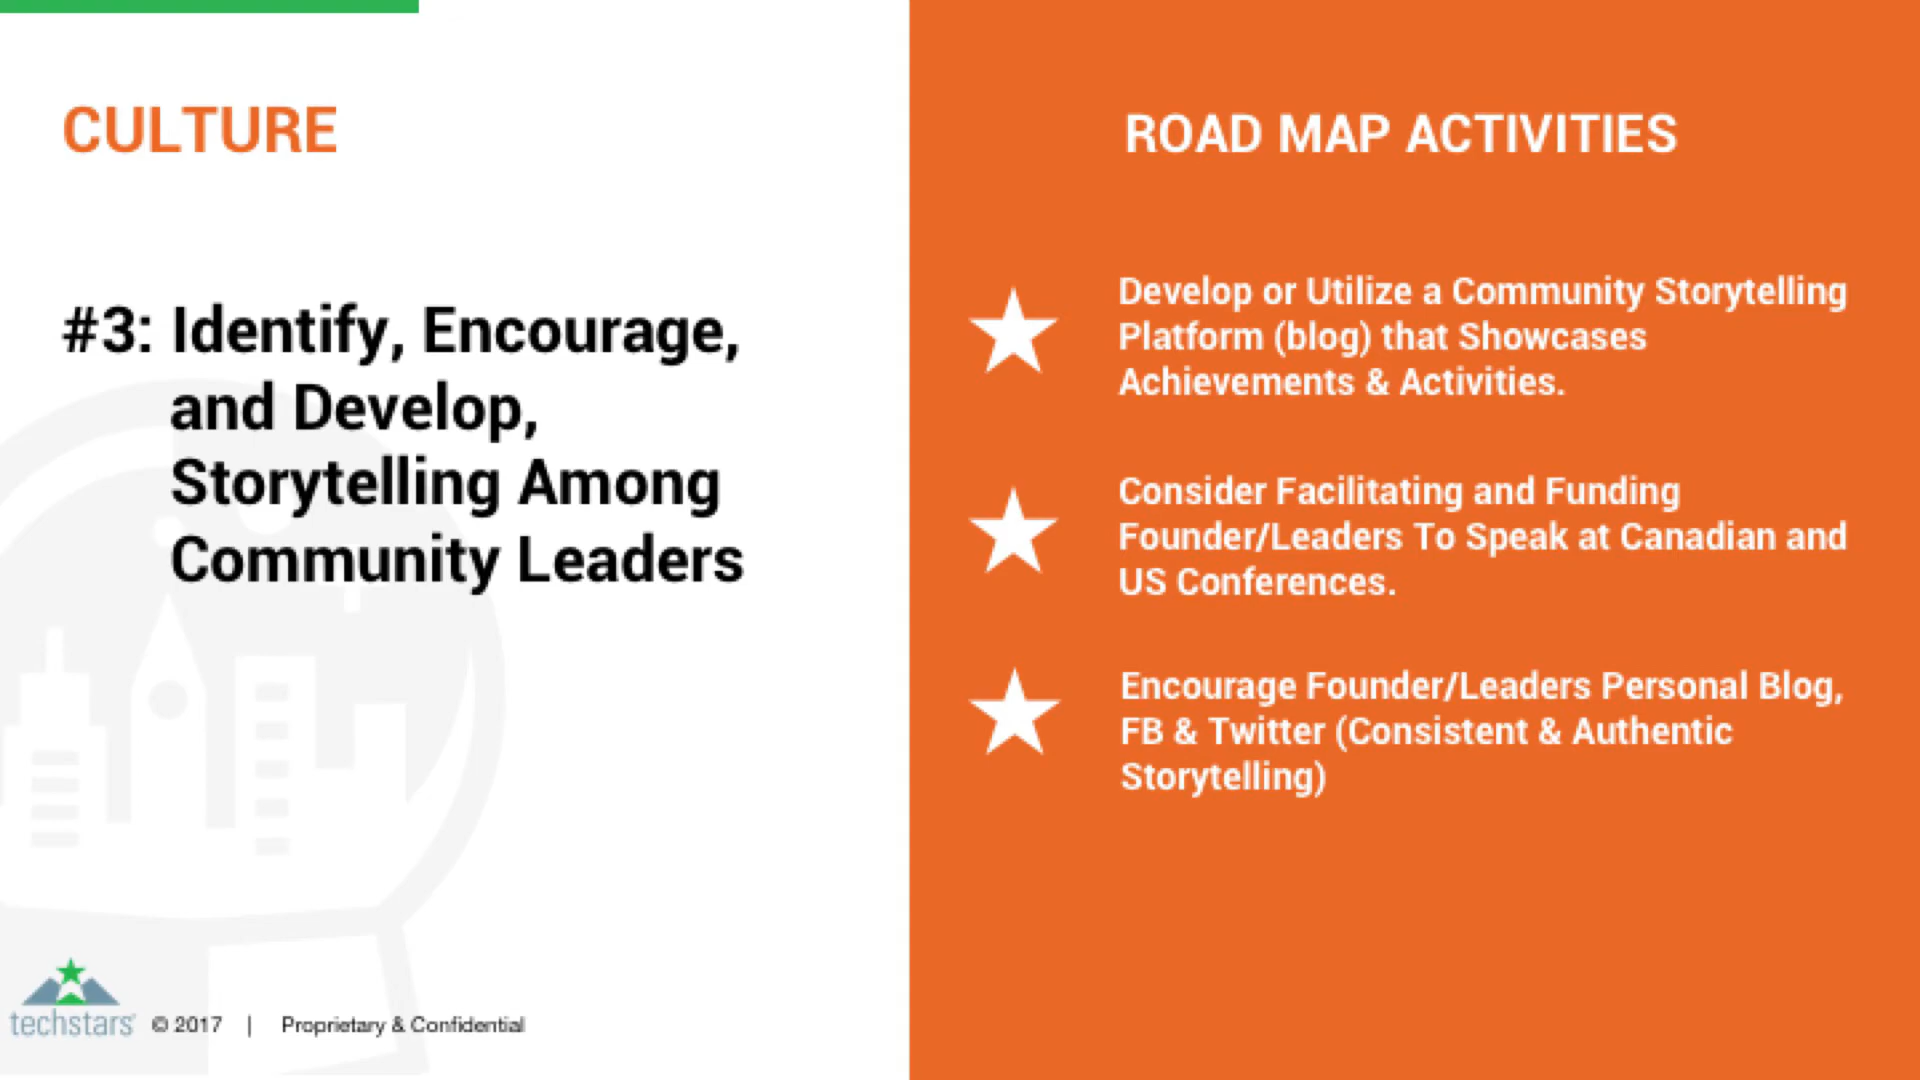 CULTURE
#3: Identify, Encourage,
and Develop,
Storytelling Among
Community Leaders
techstars © 2017 | Proprietary & Confidential
ROAD MAP ACTIVITIES
Develop or Utilize a Community Storytelling
Platform (blog) that Showcases
Achievements & Activities.
Consider Facilitating and Funding
Founder/Leaders To Speak at Canadian and
US Conferences.
Encourage Founder/Leaders Personal Blog,
FB & Twitter (Consistent & Authentic
Storytelling)